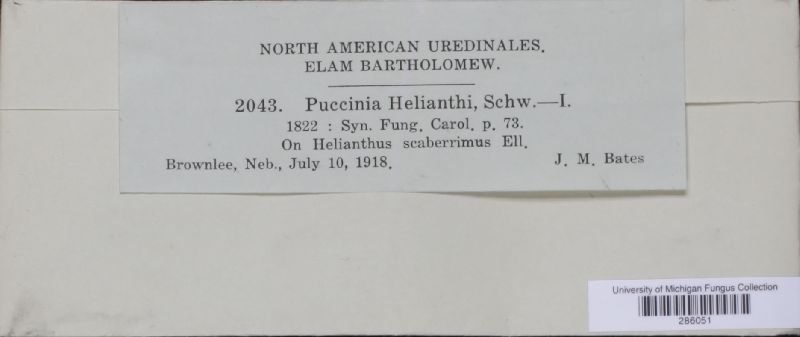 NORTH AMERICAN UREDINALES.
ELAM BARTHOLOMEW.
2043. Puccinia Helianthi, Schw.—I.
1822 : Syn. Fung. Carol. p. 73.
On Helianthus scaberrimus Ell.
Brownlee, Neb., July 10, 1918. J. M. Bates
University of Michigan Fungus Collection
286051